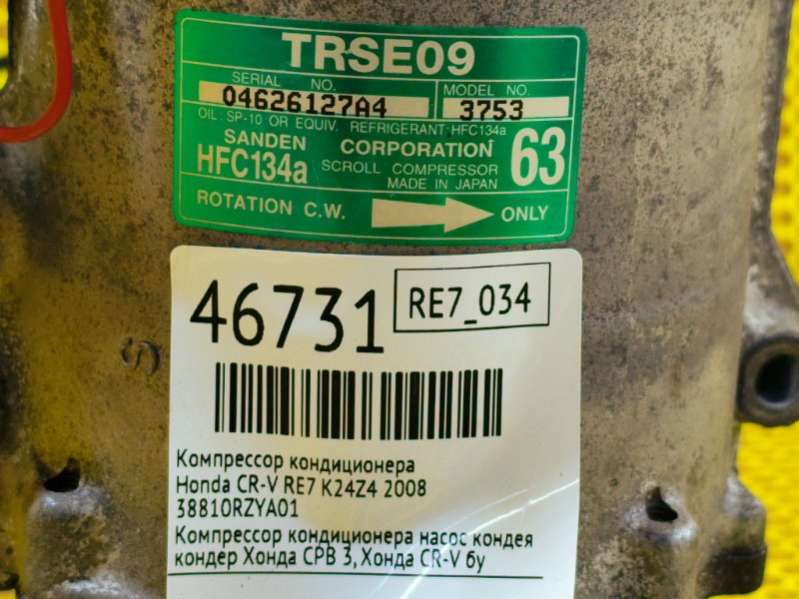 TRSE09
SERIAL NO. MODEL NO.
04626127A4 3753
OIL: SP-10 OR EQUIV. REFRIGERANT: HFC134a
SANDEN CORPORATION 63
HFC134a SCROLL COMPRESSOR
MADE IN JAPAN
ROTATION C.W. ONLY
46731 RE7_034
Компрессор кондиционера
Honda CR-V RE7 K24Z4 2008
38810RZYA01
Компрессор кондиционера насос кондея
кондер Хонда СРВ 3, Хонда CR-V бу
S